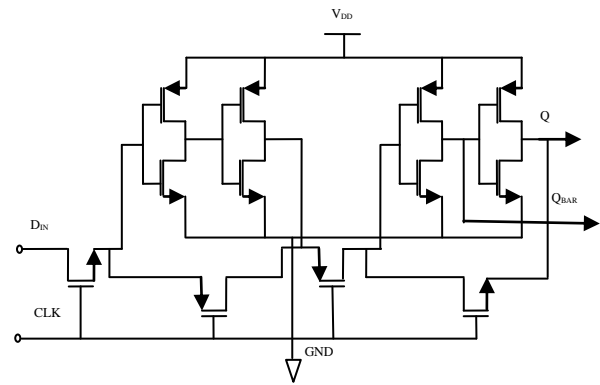 VDD
Q
QBAR
DIN
CLK
GND